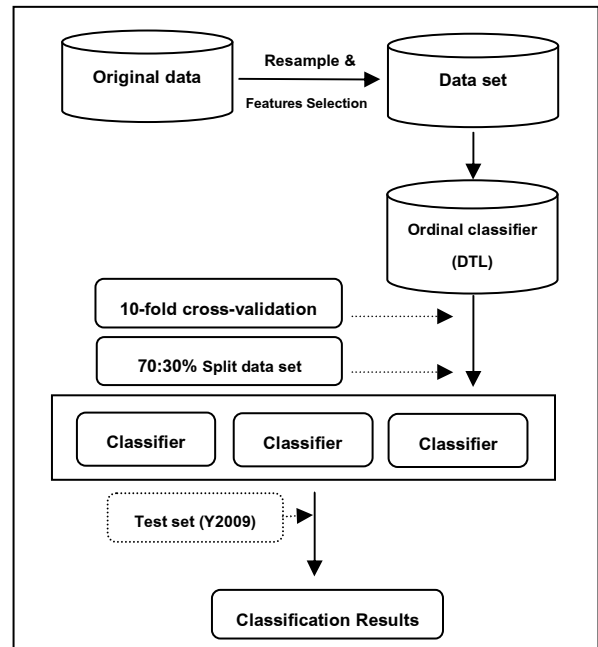 Original data
Resample &
Features Selection
Data set
Ordinal classifier
(DTL)
10-fold cross-validation
70:30% Split data set
Classifier
Classifier
Classifier
Test set (Y2009)
Classification Results